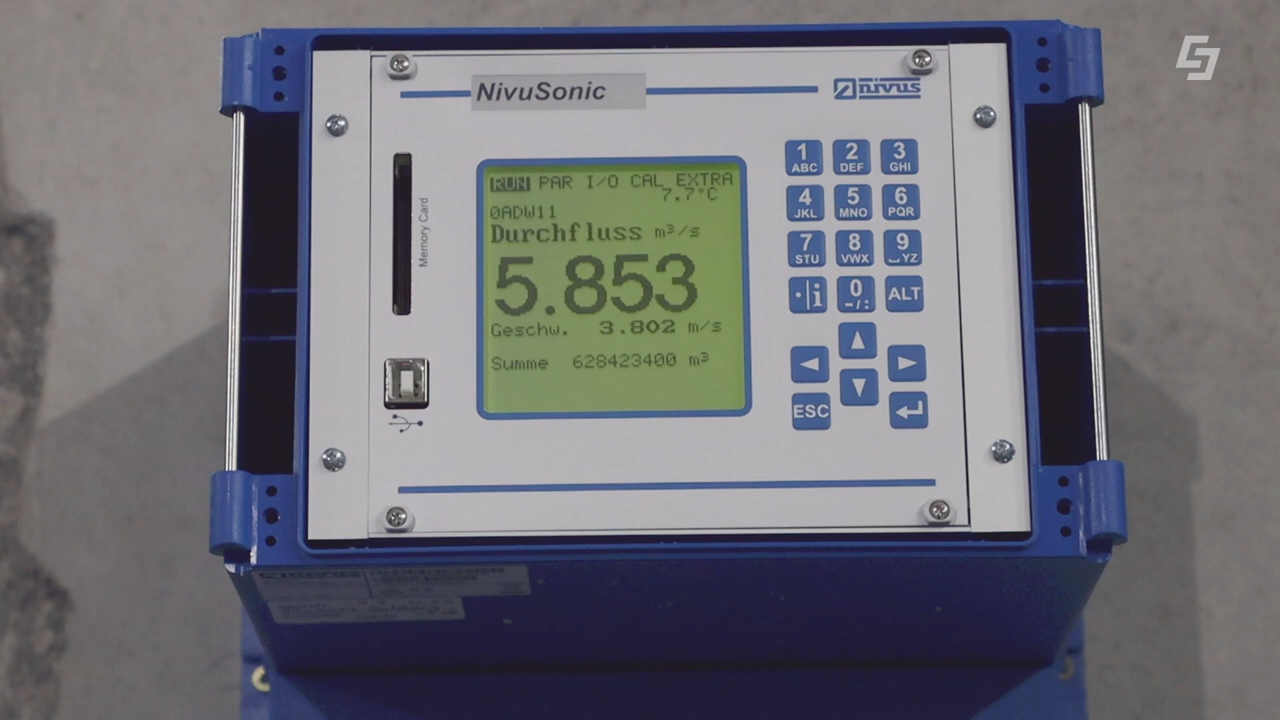 NivuSonic
nivus
Memory Card
RUN PAR I/O CAL EXTRA
7.7°C
0ADW11
Durchfluss m³/s
5.853
Geschw. 3.802 m/s
Summe 628423400 m³
1 ABC
2 DEF
3 GHI
4 JKL
5 MNO
6 PQR
7 STU
8 VWX
9 ⎵YZ
·|i
0 –/:
ALT
ESC